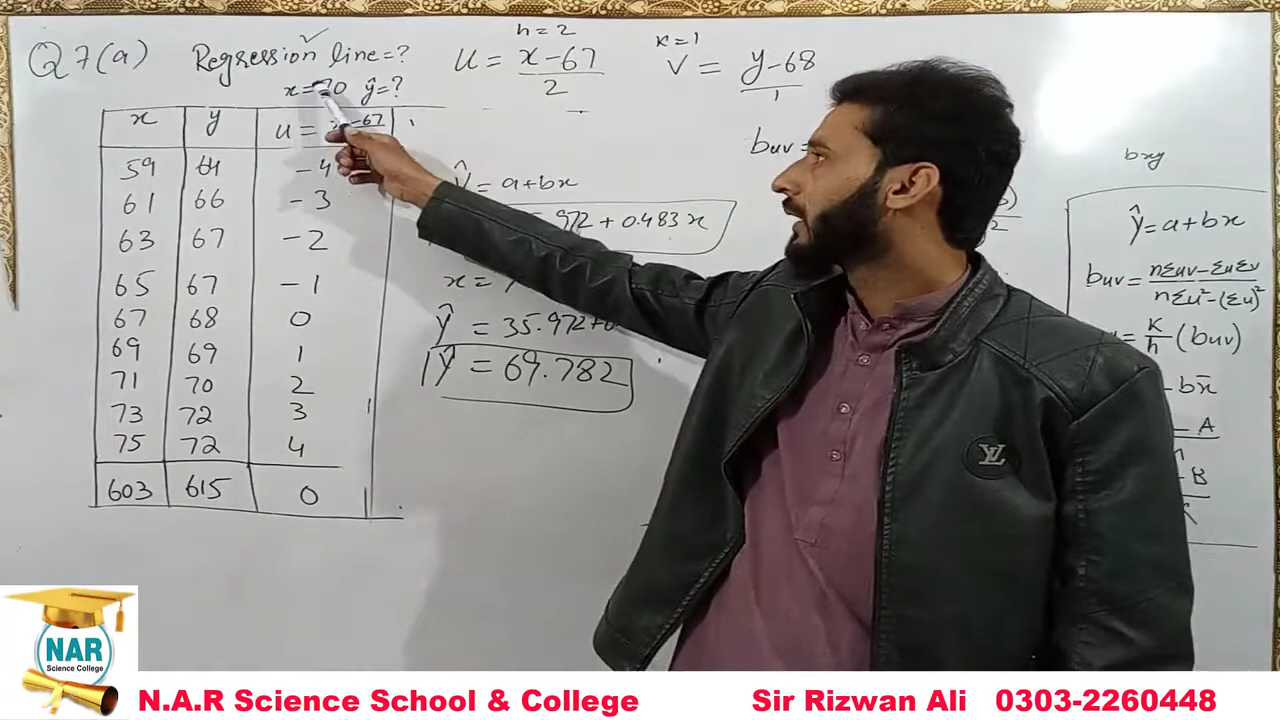 Q7(a) Regression line=?
x=70 ŷ=?
h=2
u = x-67/2
K=1
v = y-68/1
x y u = x-67
59 64 -4
61 66 -3
63 67 -2
65 67 -1
67 68 0
69 69 1
71 70 2
73 72 3
75 72 4
603 615 0
buv=
Ŷ = a+bx
.972 + 0.483x
x =
Ŷ = 35.972+0
Ŷ = 69.782
bxy
Ŷ = a+bx
buv = nΣuv-ΣuΣv/nΣu²-(Σu)²
= K/h (buv)
- bx̄
- A
- B
NAR
Science College
N.A.R Science School & College Sir Rizwan Ali 0303-2260448